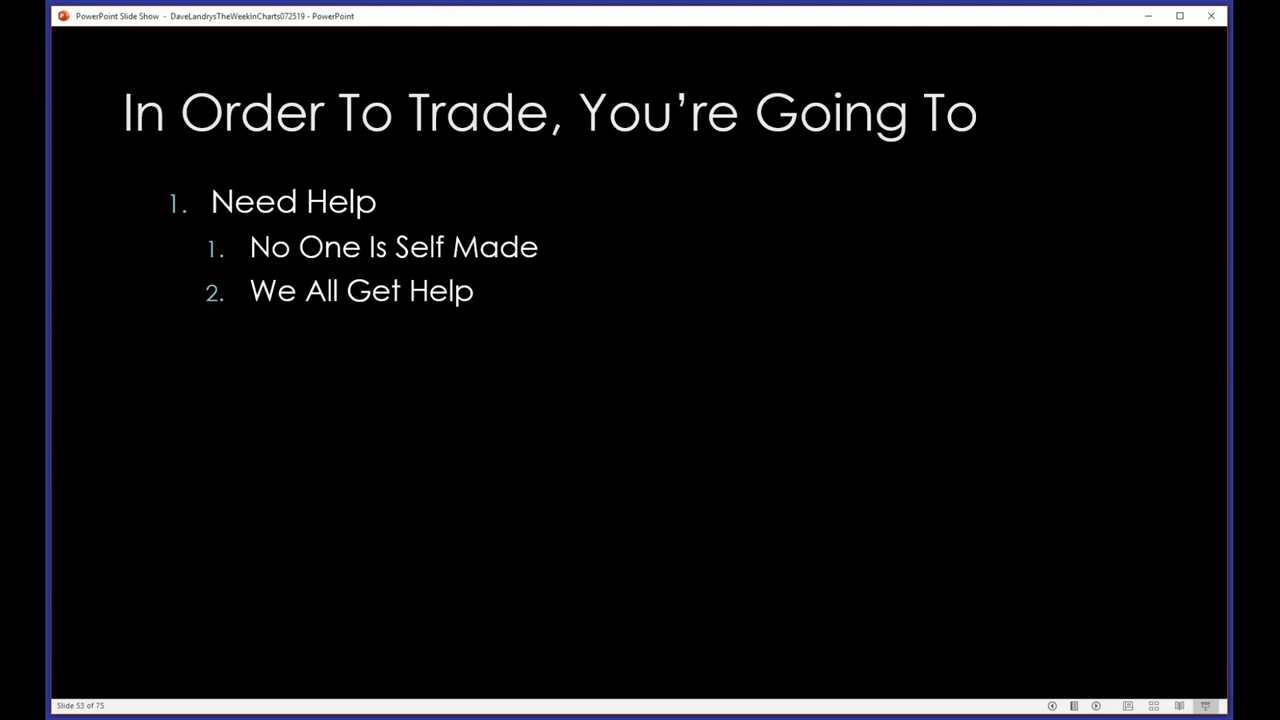 PowerPoint Slide Show - DaveLandrysTheWeekInCharts072519 - PowerPoint
In Order To Trade, You’re Going To
1. Need Help
1. No One Is Self Made
2. We All Get Help
Slide 53 of 75